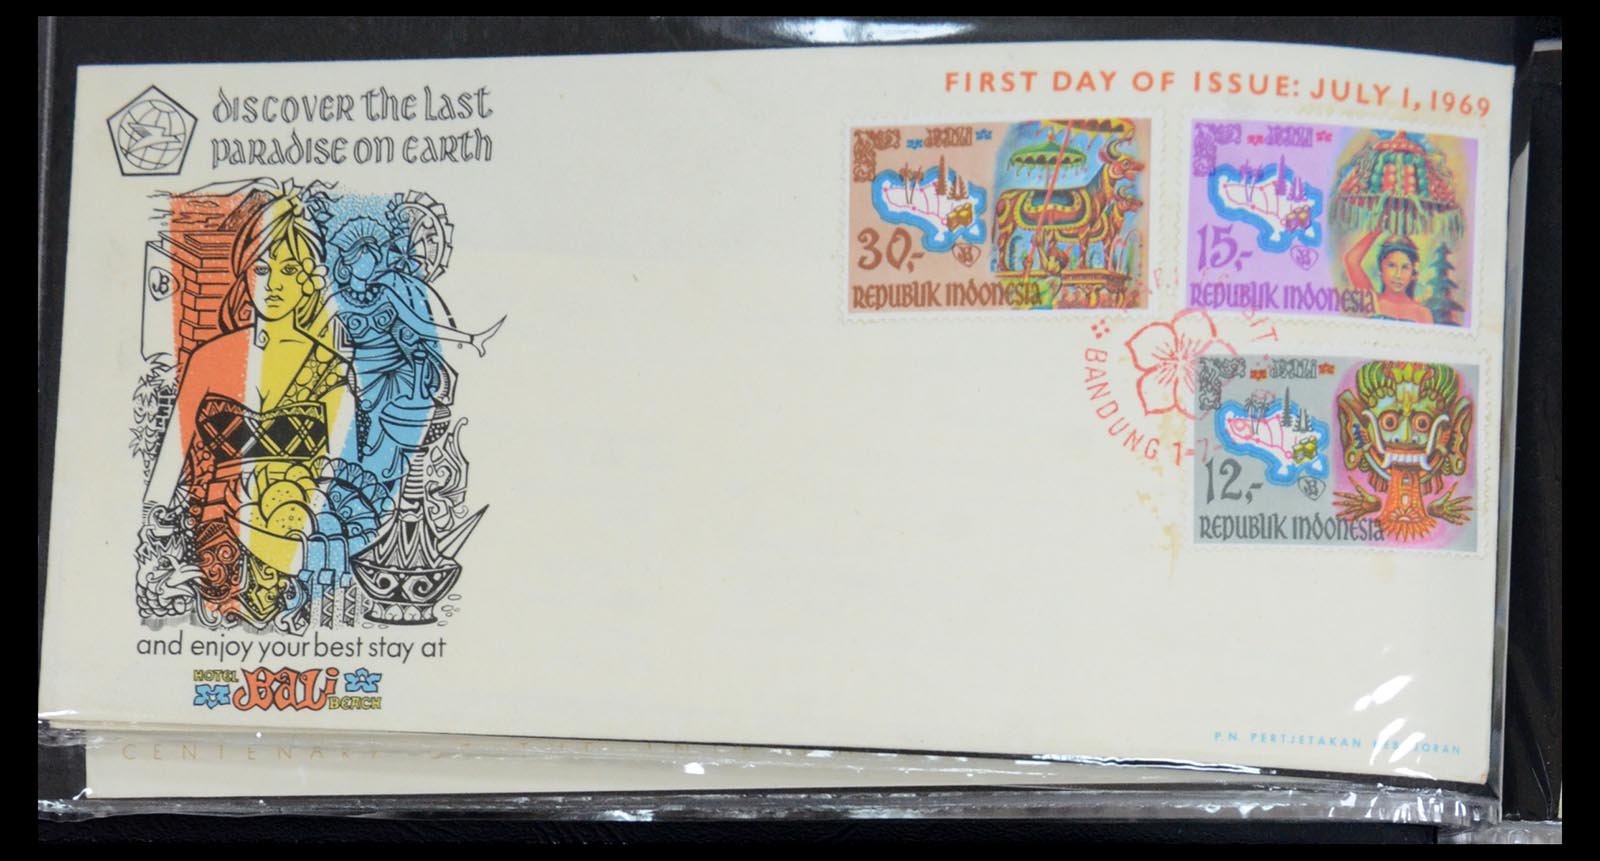 FIRST DAY OF ISSUE: JULY 1, 1969
DISCOVER THE LAST
PARADISE ON EARTH
and enjoy your best stay at
HOTEL
BALI
BEACH
30,-
REPUBLIK INDONESIA
15,-
REPUBLIK INDONESIA
12,-
REPUBLIK INDONESIA
BANDUNG 1-7-
P.N. PERTJETAKAN
CENTENARY